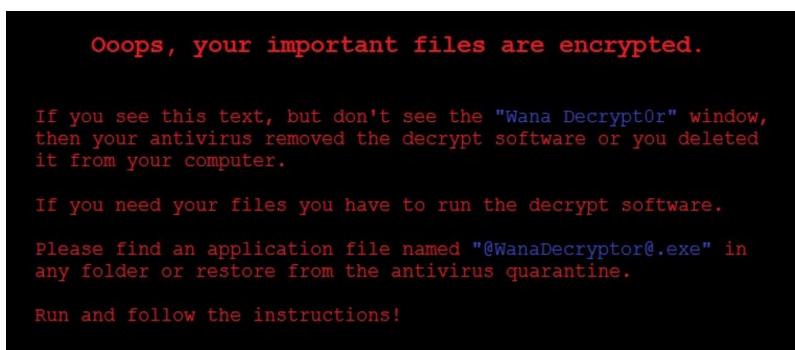 Ooops, your important files are encrypted.
If you see this text, but don't see the "Wana Decrypt0r" window,
then your antivirus removed the decrypt software or you deleted
it from your computer.
If you need your files you have to run the decrypt software.
Please find an application file named "@WanaDecryptor@.exe" in
any folder or restore from the antivirus quarantine.
Run and follow the instructions!